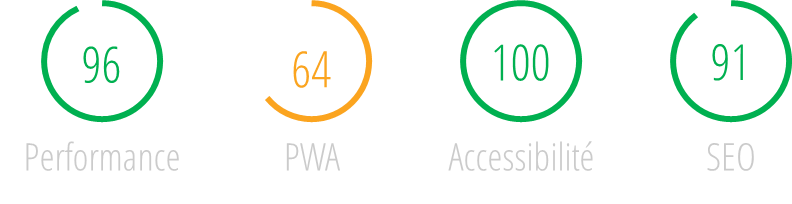 96 64 100 91
Performance PWA Accessibilité SEO